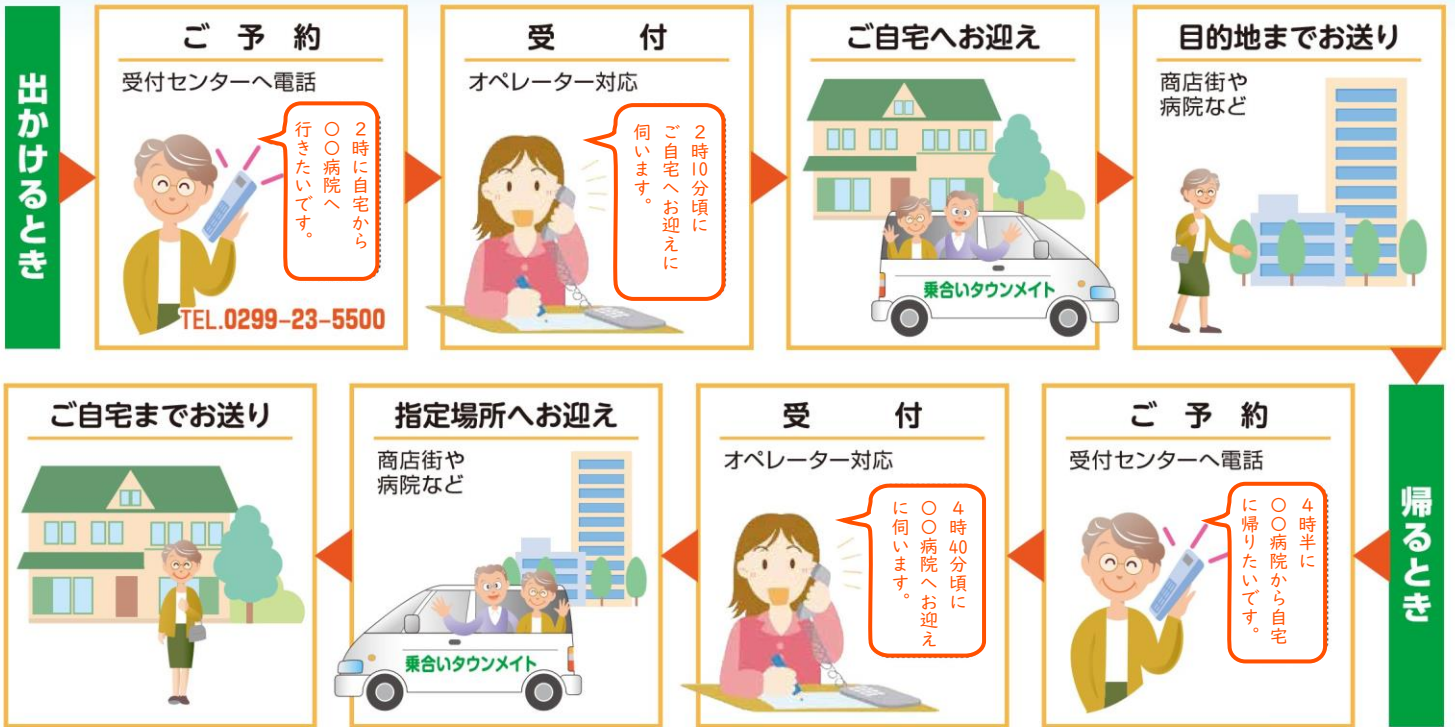 出かけるとき
ご予約
受付センターへ電話
2時に自宅から
○○病院へ
行きたいです。
TEL.0299-23-5500
受付
オペレーター対応
2時10分頃に
ご自宅へお迎えに
伺います。
ご自宅へお迎え
乗合いタウンメイト
目的地までお送り
商店街や
病院など
帰るとき
ご予約
受付センターへ電話
4時半に
○○病院から自宅
に帰りたいです。
受付
オペレーター対応
4時40分頃に
○○病院へお迎え
に伺います。
指定場所へお迎え
商店街や
病院など
乗合いタウンメイト
ご自宅までお送り